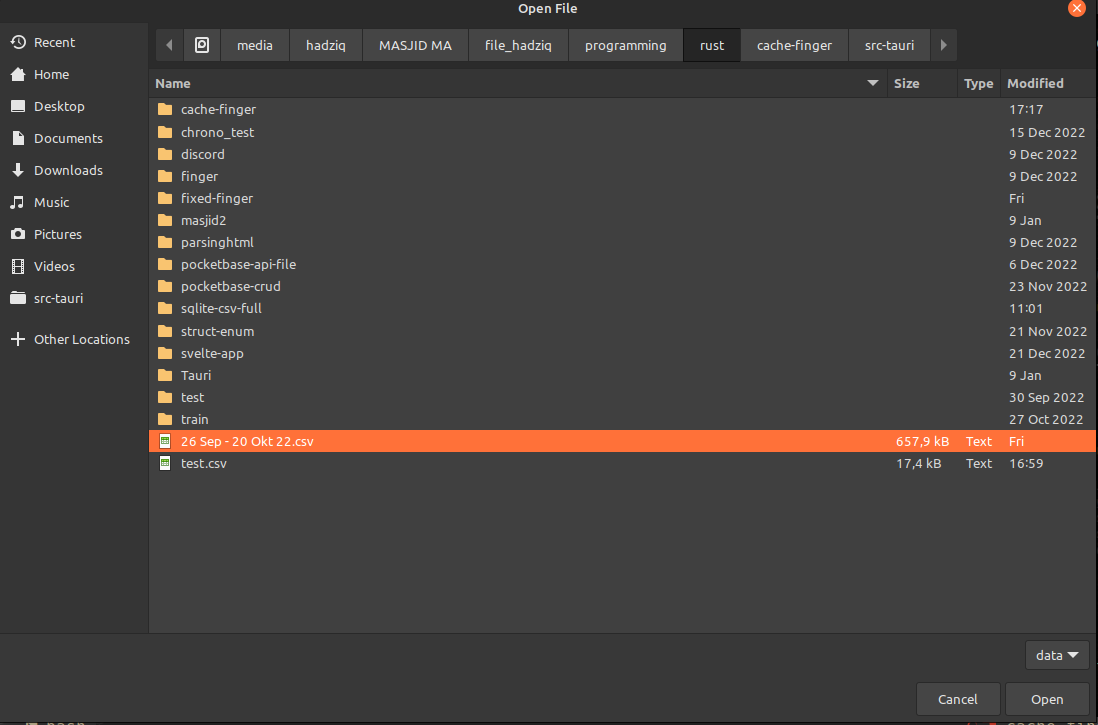 Open File
Recent
Home
Desktop
Documents
Downloads
Music
Pictures
Videos
src-tauri
Other Locations
media hadziq MASJID MA file_hadziq programming rust cache-finger src-tauri
Name Size Type Modified
cache-finger 17:17
chrono_test 15 Dec 2022
discord 9 Dec 2022
finger 9 Dec 2022
fixed-finger Fri
masjid2 9 Jan
parsinghtml 9 Dec 2022
pocketbase-api-file 6 Dec 2022
pocketbase-crud 23 Nov 2022
sqlite-csv-full 11:01
struct-enum 21 Nov 2022
svelte-app 21 Dec 2022
Tauri 9 Jan
test 30 Sep 2022
train 27 Oct 2022
26 Sep - 20 Okt 22.csv 657,9 kB Text Fri
test.csv 17,4 kB Text 16:59
data
Cancel Open